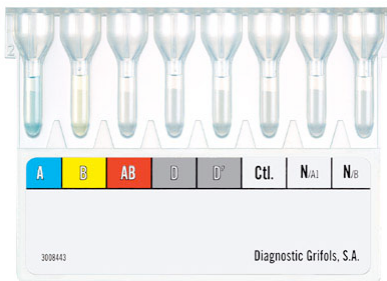 A B AB D D' Ctl. N/A1 N/B
3008443 Diagnostic Grifols, S.A.